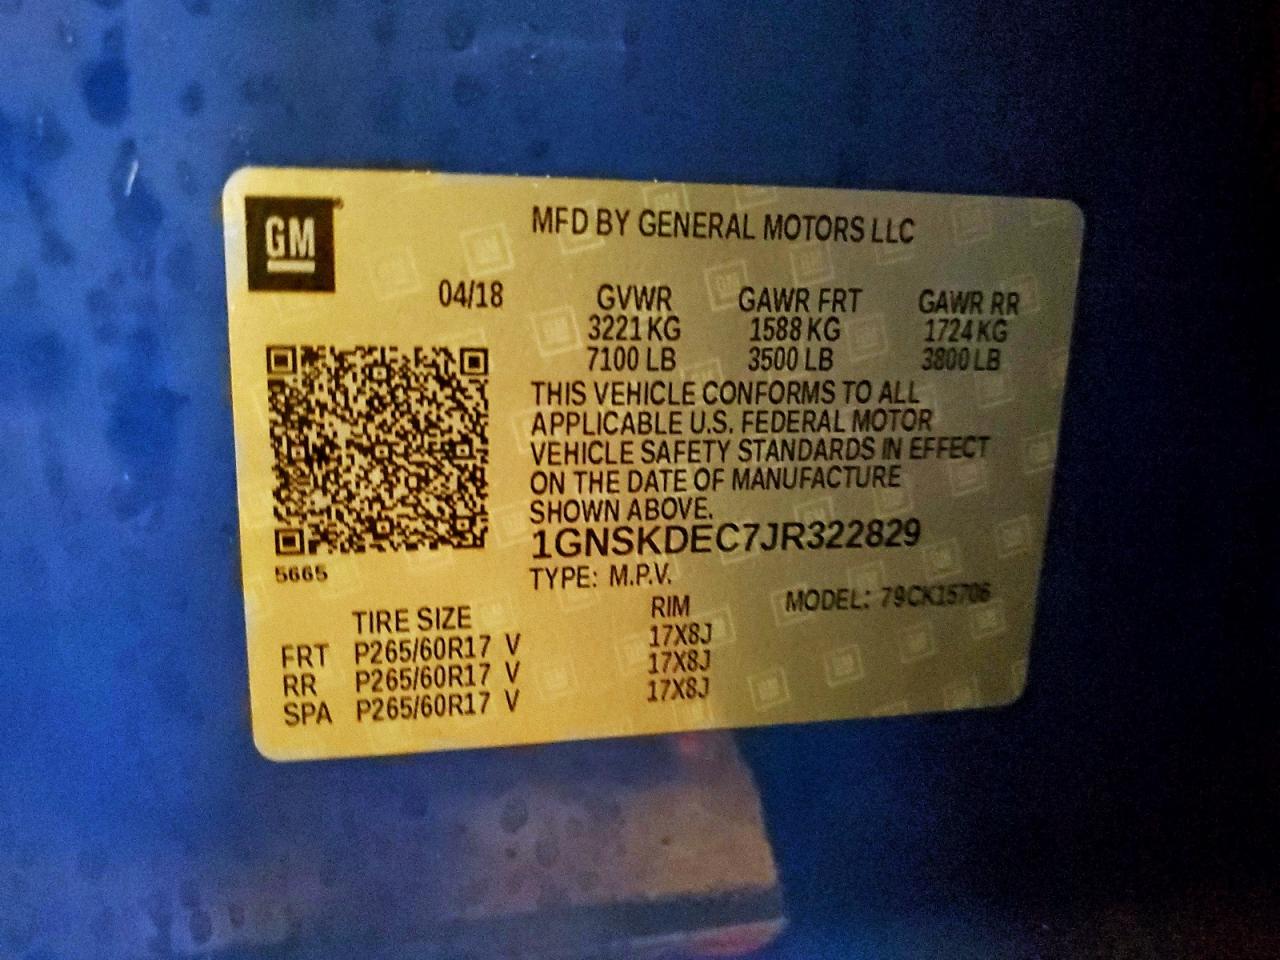 GM
MFD BY GENERAL MOTORS LLC
04/18
GVWR GAWR FRT GAWR RR
3221 KG 1588 KG 1724 KG
7100 LB 3500 LB 3800 LB
THIS VEHICLE CONFORMS TO ALL
APPLICABLE U.S. FEDERAL MOTOR
VEHICLE SAFETY STANDARDS IN EFFECT
ON THE DATE OF MANUFACTURE
SHOWN ABOVE.
1GNSKDEC7JR322829
5665
TYPE: M.P.V.
MODEL: 79CK15706
TIRE SIZE RIM
FRT P265/60R17 V 17X8J
RR P265/60R17 V 17X8J
SPA P265/60R17 V 17X8J